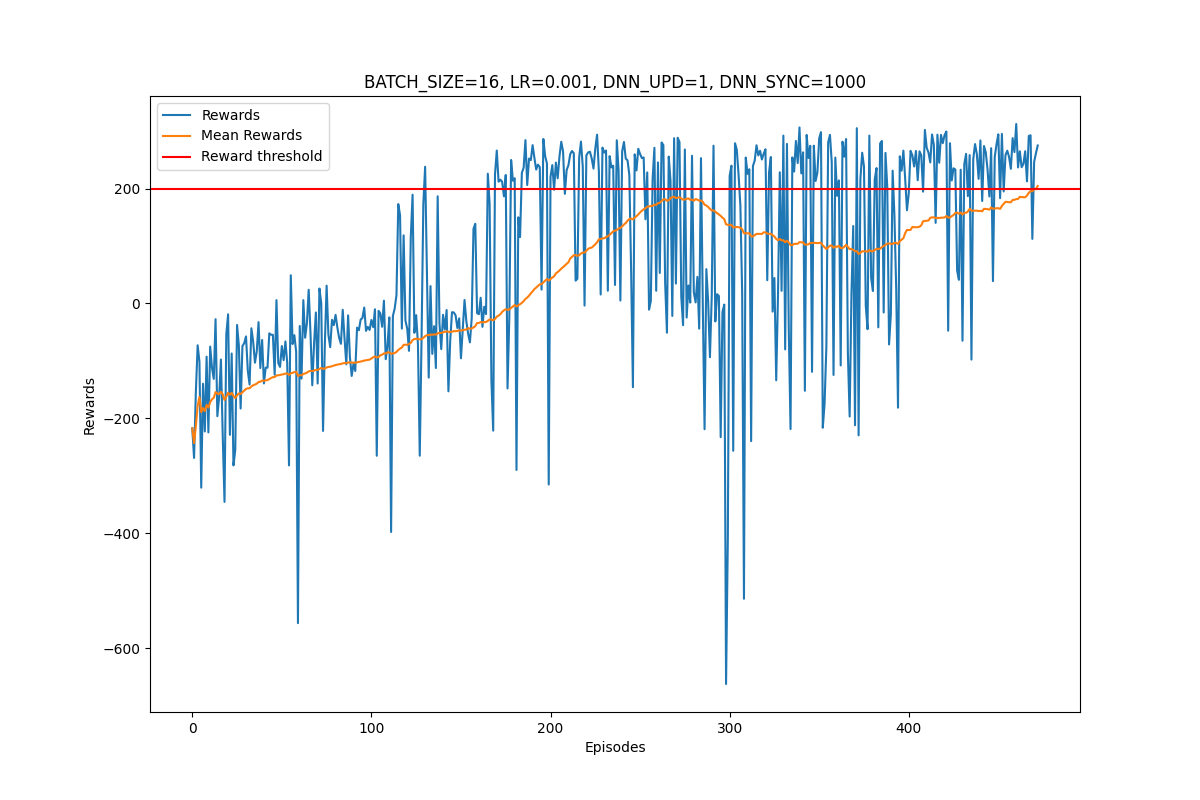 BATCH_SIZE=16, LR=0.001, DNN_UPD=1, DNN_SYNC=1000
Rewards
Mean Rewards
Reward threshold
200
0
−200
−400
−600
Rewards
0
100
200
300
400
Episodes